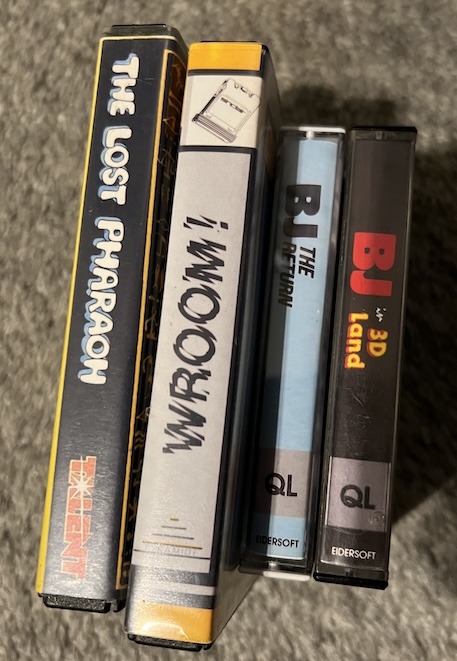 THE LOST PHARAOH
TALENT
WROOM!
BJ THE
RETURN
QL
EIDERSOFT
BJ in 3D
Land
QL
EIDERSOFT